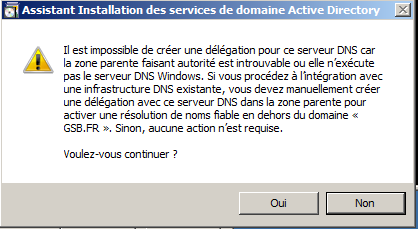 Assistant Installation des services de domaine Active Directory
Il est impossible de créer une délégation pour ce serveur DNS car
la zone parente faisant autorité est introuvable ou elle n'exécute
pas le serveur DNS Windows. Si vous procédez à l'intégration avec
une infrastructure DNS existante, vous devez manuellement créer
une délégation avec ce serveur DNS dans la zone parente pour
activer une résolution de noms fiable en dehors du domaine «
GSB.FR ». Sinon, aucune action n'est requise.
Voulez-vous continuer ?
Oui
Non